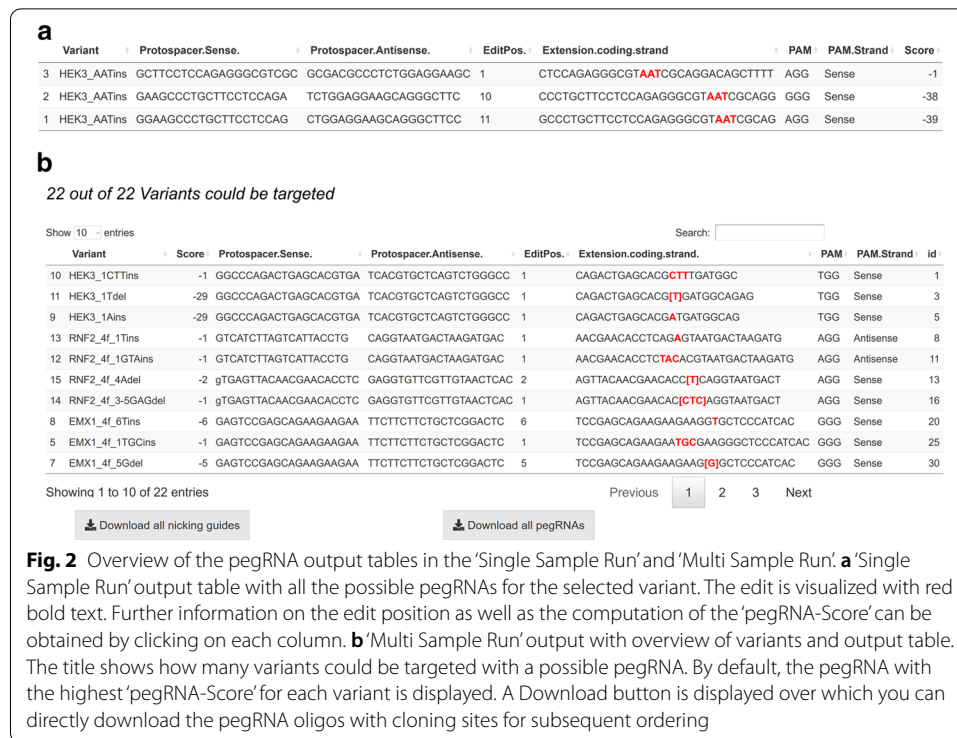 a
Variant Protospacer.Sense. Protospacer.Antisense. EditPos. Extension.coding.strand PAM PAM.Strand Score
3 HEK3_AATins GCTTCCTCCAGAGGGCGTCGC GCGACGCCCTCTGGAGGAAGC 1 CTCCAGAGGGCGTAATCGCAGGACAGCTTTT AGG Sense -1
2 HEK3_AATins GAAGCCCTGCTTCCTCCAGA TCTGGAGGAAGCAGGGCTTC 10 CCCTGCTTCCTCCAGAGGGCGTAATCGCAGG GGG Sense -38
1 HEK3_AATins GGAAGCCCTGCTTCCTCCAG CTGGAGGAAGCAGGGCTTCC 11 GCCCTGCTTCCTCCAGAGGGCGTAATCGCAG AGG Sense -39
b
22 out of 22 Variants could be targeted
Show 10 entries Search:
Variant Score Protospacer.Sense. Protospacer.Antisense. EditPos. Extension.coding.strand. PAM PAM.Strand id
10 HEK3_1CTTins -1 GGCCCAGACTGAGCACGTGA TCACGTGCTCAGTCTGGGCC 1 CAGACTGAGCACGCTTTGATGGC TGG Sense 1
11 HEK3_1Tdel -29 GGCCCAGACTGAGCACGTGA TCACGTGCTCAGTCTGGGCC 1 CAGACTGAGCACG[T]GATGGCAGAG TGG Sense 3
9 HEK3_1Ains -29 GGCCCAGACTGAGCACGTGA TCACGTGCTCAGTCTGGGCC 1 CAGACTGAGCACGATGATGGCAG TGG Sense 5
13 RNF2_4f_1Tins -1 GTCATCTTAGTCATTACCTG CAGGTAATGACTAAGATGAC 1 AACGAACACCTCAGAGTAATGACTAAGATG AGG Antisense 8
12 RNF2_4f_1GTAins -1 GTCATCTTAGTCATTACCTG CAGGTAATGACTAAGATGAC 1 AACGAACACCTCTACACGTAATGACTAAGATG AGG Antisense 11
15 RNF2_4f_4Adel -2 gTGAGTTACAACGAACACCTC GAGGTGTTCGTTGTAACTCAC 2 AGTTACAACGAACACC[T]CAGGTAATGACT AGG Sense 13
14 RNF2_4f_3-5GAGdel -1 gTGAGTTACAACGAACACCTC GAGGTGTTCGTTGTAACTCAC 1 AGTTACAACGAACAC[CTC]AGGTAATGACT AGG Sense 16
8 EMX1_4f_6Tins -6 GAGTCCGAGCAGAAGAAGAA TTCTTCTTCTGCTCGGACTC 6 TCCGAGCAGAAGAAGAAGGTGCTCCCATCAC GGG Sense 20
5 EMX1_4f_1TGCins -1 GAGTCCGAGCAGAAGAAGAA TTCTTCTTCTGCTCGGACTC 1 TCCGAGCAGAAGAATGCGAAGGGCTCCCATCAC GGG Sense 25
7 EMX1_4f_5Gdel -5 GAGTCCGAGCAGAAGAAGAA TTCTTCTTCTGCTCGGACTC 5 TCCGAGCAGAAGAAGAAG[G]GCTCCCATCAC GGG Sense 30
Showing 1 to 10 of 22 entries Previous 1 2 3 Next
Download all nicking guides Download all pegRNAs
Fig. 2 Overview of the pegRNA output tables in the ‘Single Sample Run’ and ‘Multi Sample Run’. a ‘Single
Sample Run’ output table with all the possible pegRNAs for the selected variant. The edit is visualized with red
bold text. Further information on the edit position as well as the computation of the ‘pegRNA-Score’ can be
obtained by clicking on each column. b ‘Multi Sample Run’ output with overview of variants and output table.
The title shows how many variants could be targeted with a possible pegRNA. By default, the pegRNA with
the highest ‘pegRNA-Score’ for each variant is displayed. A Download button is displayed over which you can
directly download the pegRNA oligos with cloning sites for subsequent ordering